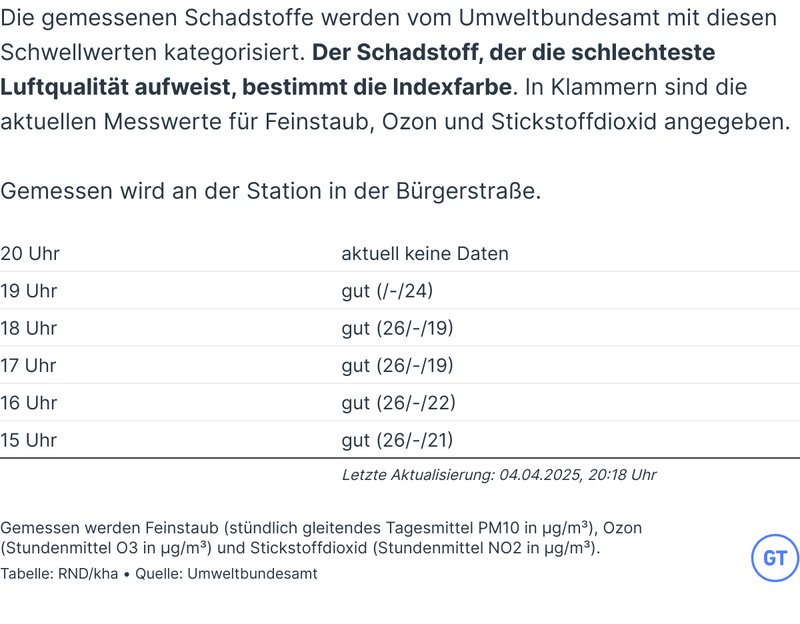 Die gemessenen Schadstoffe werden vom Umweltbundesamt mit diesen
Schwellwerten kategorisiert. Der Schadstoff, der die schlechteste
Luftqualität aufweist, bestimmt die Indexfarbe. In Klammern sind die
aktuellen Messwerte für Feinstaub, Ozon und Stickstoffdioxid angegeben.
Gemessen wird an der Station in der Bürgerstraße.
20 Uhr aktuell keine Daten
19 Uhr gut (/-/24)
18 Uhr gut (26/-/19)
17 Uhr gut (26/-/19)
16 Uhr gut (26/-/22)
15 Uhr gut (26/-/21)
Letzte Aktualisierung: 04.04.2025, 20:18 Uhr
Gemessen werden Feinstaub (stündlich gleitendes Tagesmittel PM10 in µg/m³), Ozon
(Stundenmittel O3 in µg/m³) und Stickstoffdioxid (Stundenmittel NO2 in µg/m³).
Tabelle: RND/kha • Quelle: Umweltbundesamt
GT